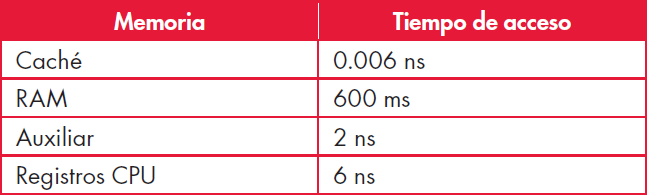 Memoria Tiempo de acceso
Caché 0.006 ns
RAM 600 ms
Auxiliar 2 ns
Registros CPU 6 ns